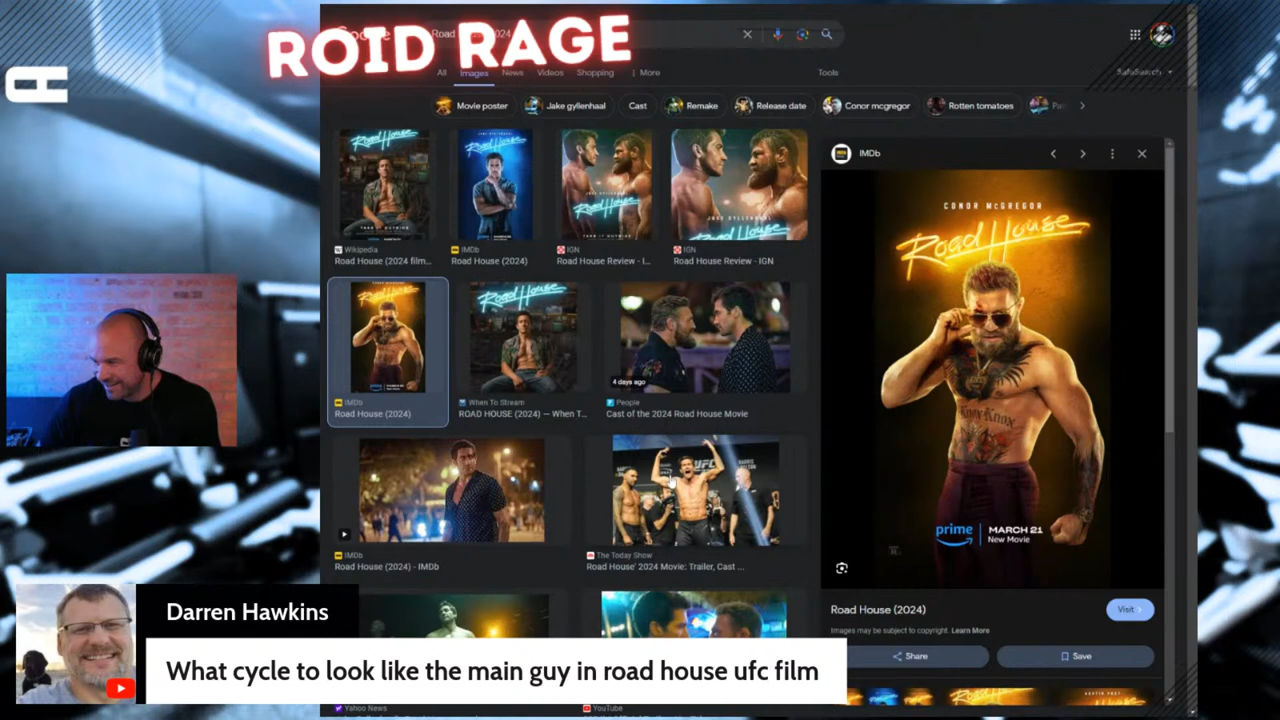 ROID RAGE
Road
2024
All Images News Videos Shopping More Tools SafeSearch
Movie poster
Jake gyllenhaal
Cast
Remake
Release date
Conor mcgregor
Rotten tomatoes
IMDb
Wikipedia
Road House (2024 film...
IMDb
Road House (2024)
IGN
Road House Review - I...
IGN
Road House Review - IGN
IMDb
Road House (2024)
When To Stream
ROAD HOUSE (2024) — When T...
4 days ago
People
Cast of the 2024 Road House Movie
IMDb
Road House (2024) - IMDb
The Today Show
Road House' 2024 Movie: Trailer, Cast ...
Yahoo News
YouTube
CONOR McGREGOR
Road House
prime
MARCH 21
New Movie
Road House (2024)
Visit
Images may be subject to copyright. Learn More
Share
Save
Darren Hawkins
What cycle to look like the main guy in road house ufc film